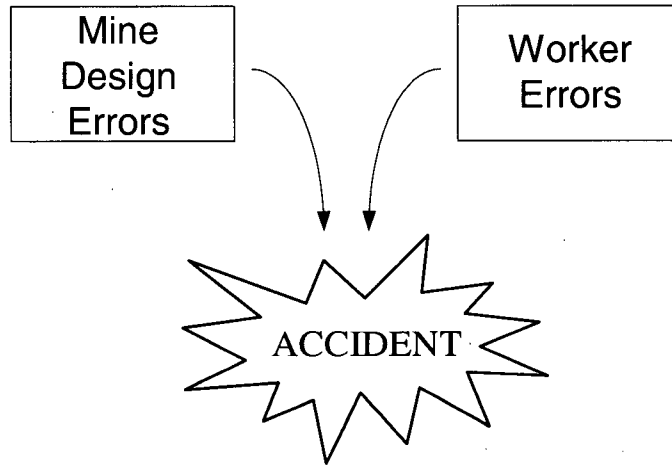 Mine
Design
Errors
Worker
Errors
ACCIDENT